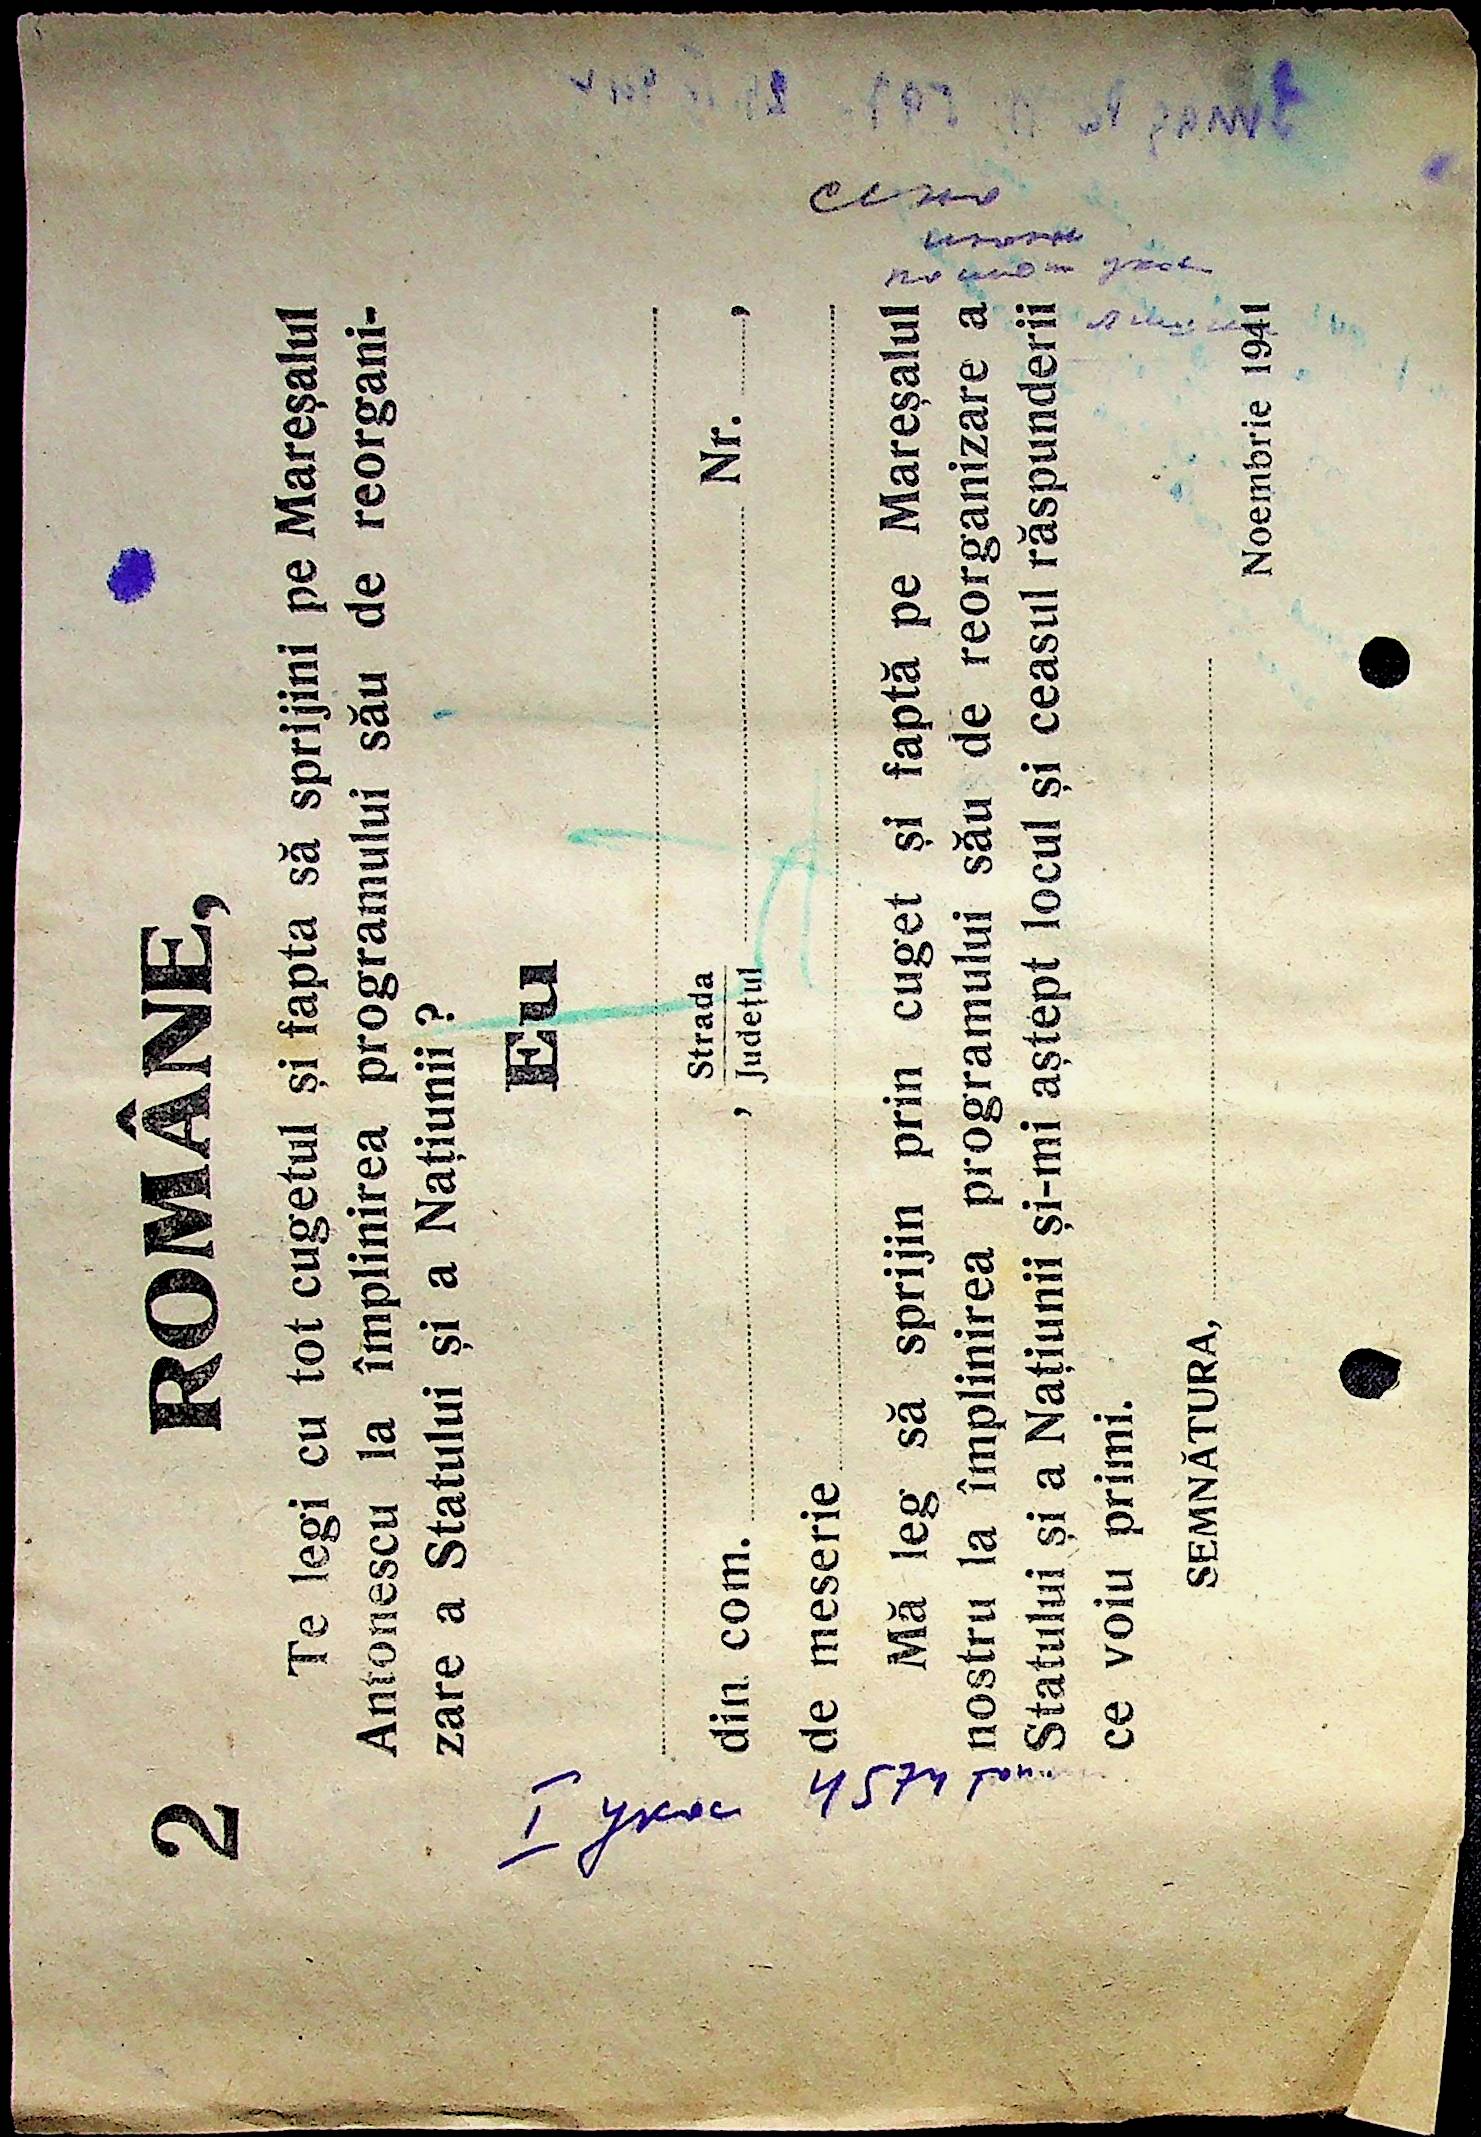 2
ROMÂNE,
Te legi cu tot cugetul și fapta să sprijini pe Mareșalul
Antonescu la împlinirea programului său de reorgani-
zare a Statului și a Națiunii ?
Eu
din com. , Strada Nr. ,
Județul
de meserie
Mă leg să sprijin prin cuget și faptă pe Mareșalul
nostru la împlinirea programului său de reorganizare a
Statului și a Națiunii și-mi aștept locul și ceasul răspunderii
ce voiu primi.
SEMNĂTURA,
Noembrie 1941